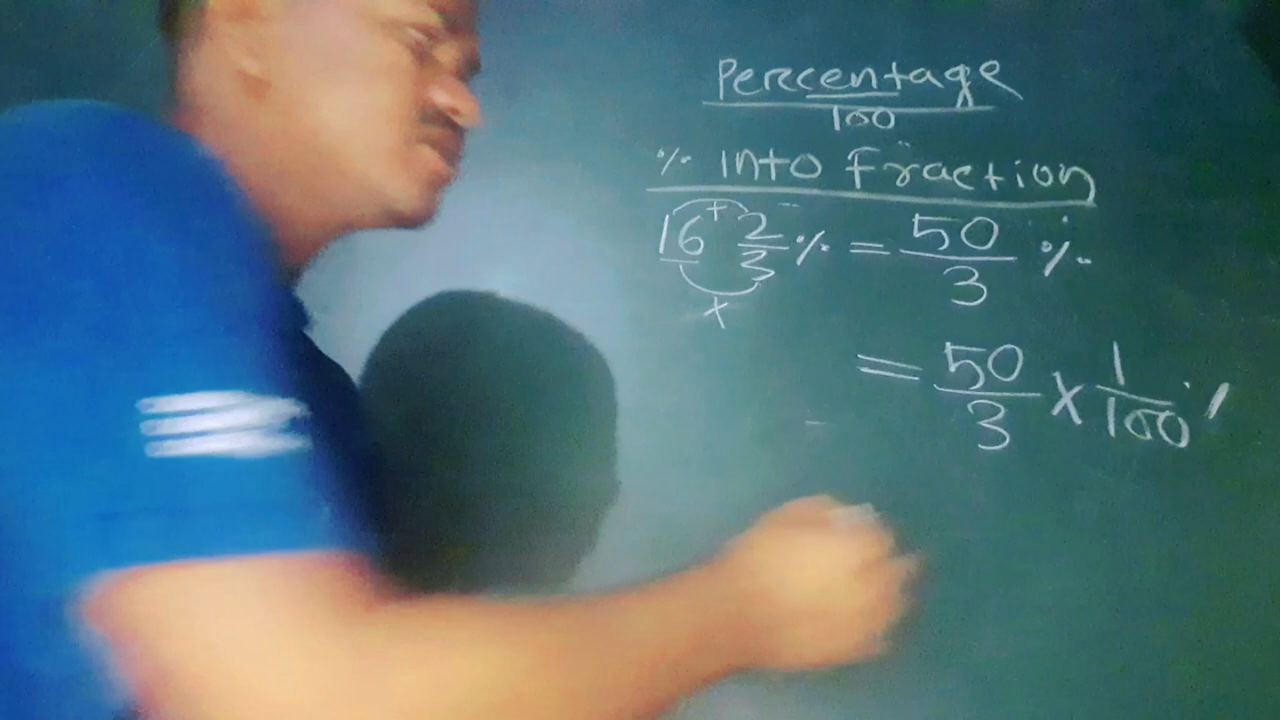 Percentage
100
% into fraction
16 2/3 % = 50/3 %
+
x
= 50/3 x 1/100